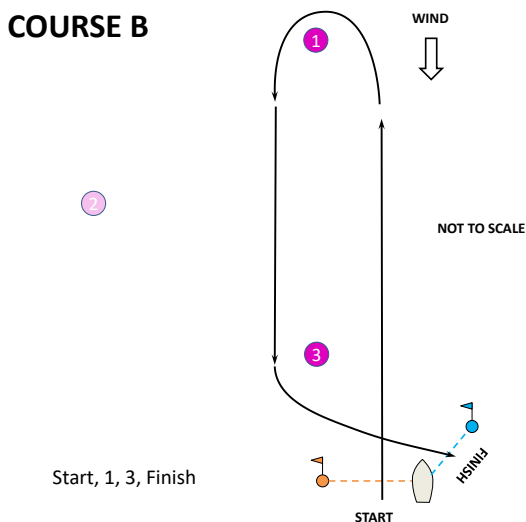 COURSE B
WIND
1
2
NOT TO SCALE
3
FINISH
Start, 1, 3, Finish
START